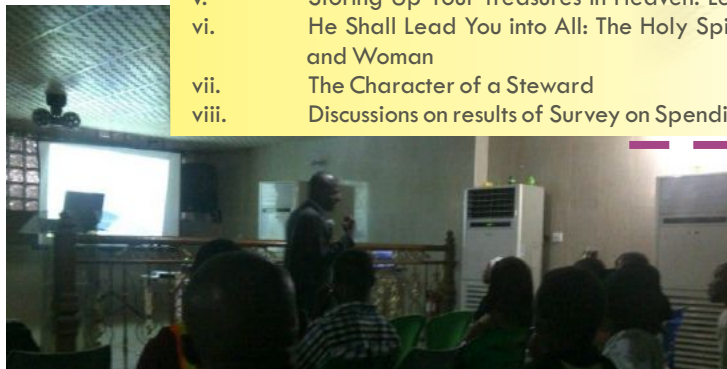 v. Storing Up Your Treasures in Heaven:
vi. He Shall Lead You into All: The Holy
and Woman
vii. The Character of a Steward
viii. Discussions on results of Survey on